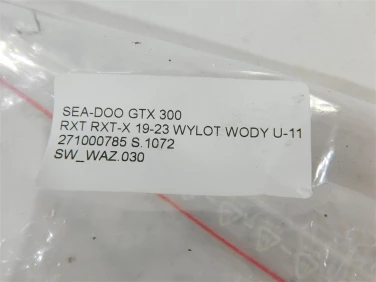 SEA-DOO GTX 300
RXT RXT-X 19-23 WYLOT WODY U-11
271000785 S.1072
SW_WAZ.030